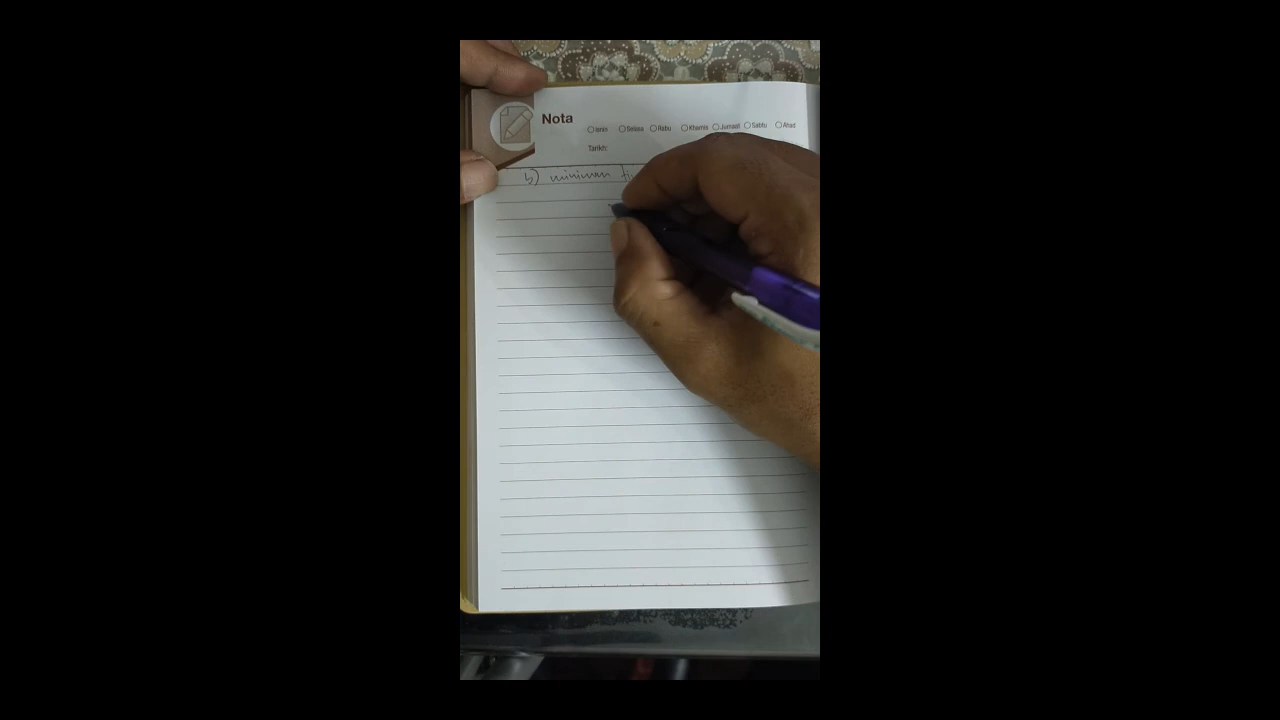 Nota
Isnin Selasa Rabu Khamis Jumaat Sabtu Ahad
Tarikh:
b) minimum